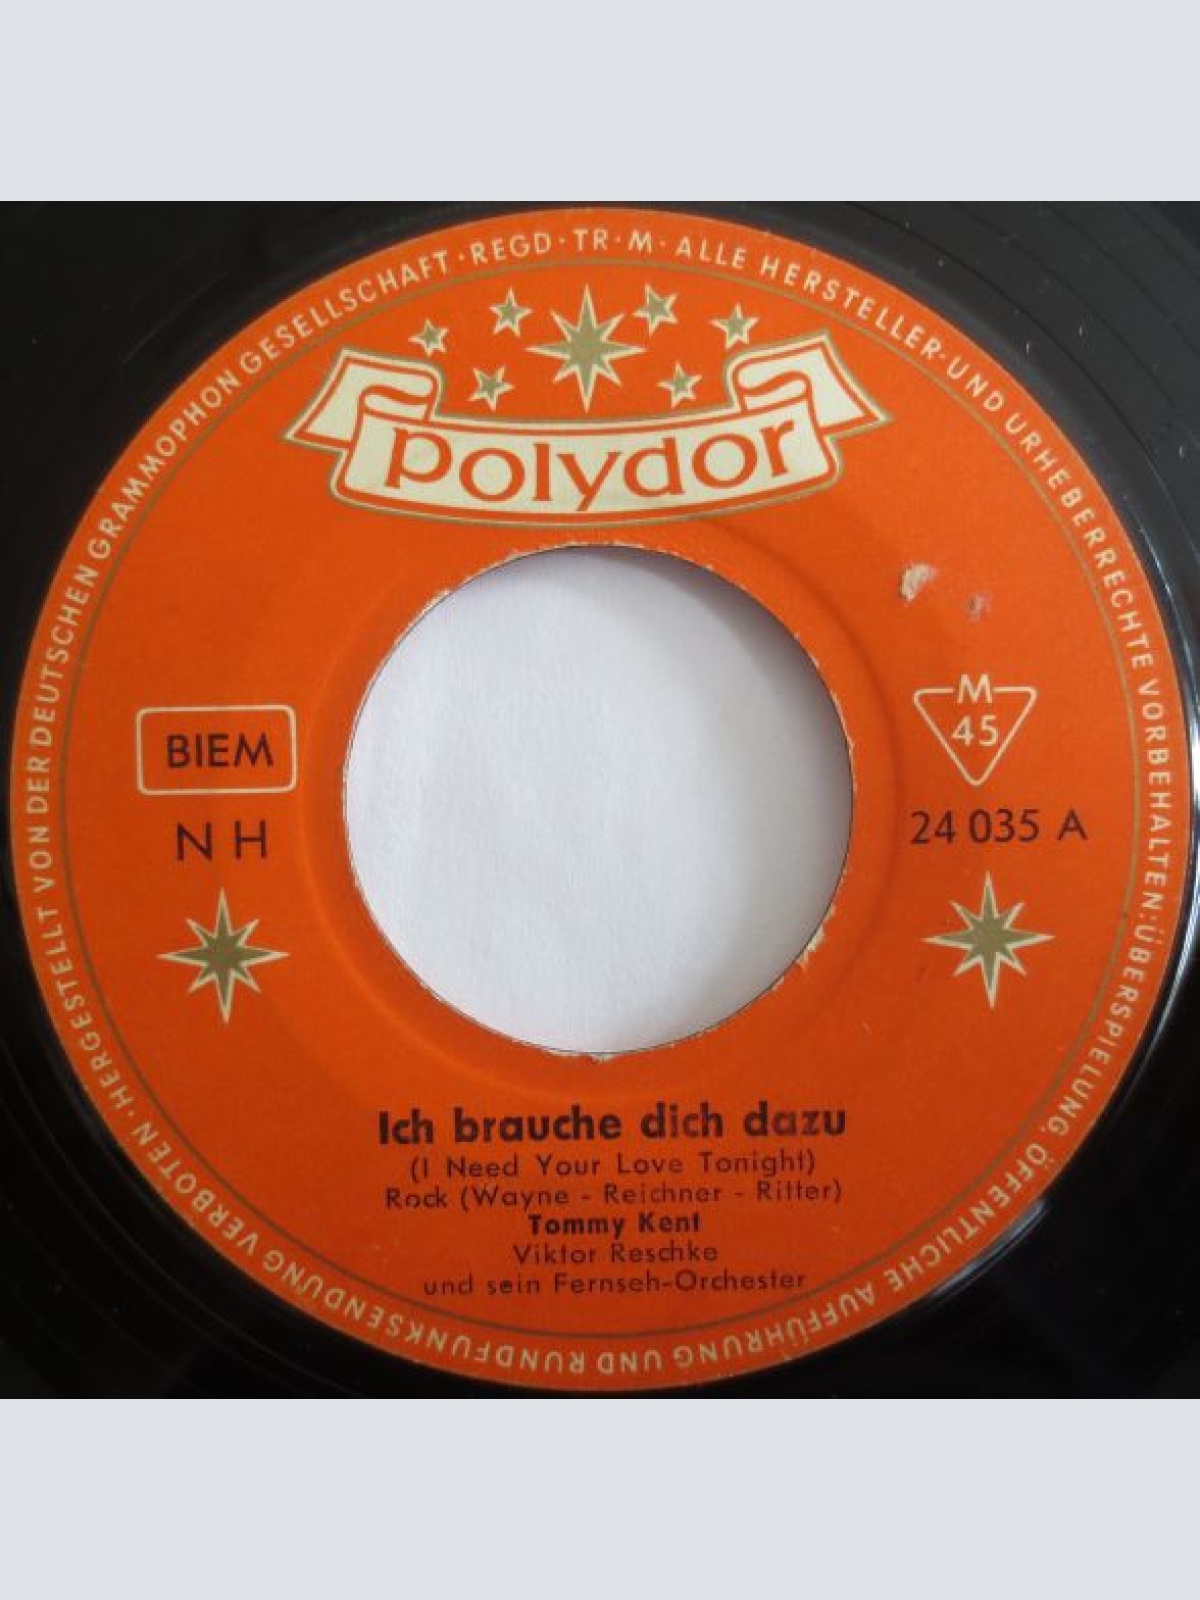 HERGESTELLT VON DER DEUTSCHEN GRAMMOPHON GESELLSCHAFT · REGD · TR · M · ALLE HERSTELLER- UND URHEBERRECHTE VORBEHALTEN: ÜBERSPIELUNG, ÖFFENTLICHE AUFFÜHRUNG UND RUNDFUNKSENDUNG VERBOTEN ·
polydor
BIEM
N H
M
45
24 035 A
Ich brauche dich dazu
(I Need Your Love Tonight)
Rock (Wayne - Reichner - Ritter)
Tommy Kent
Viktor Reschke
und sein Fernseh-Orchester